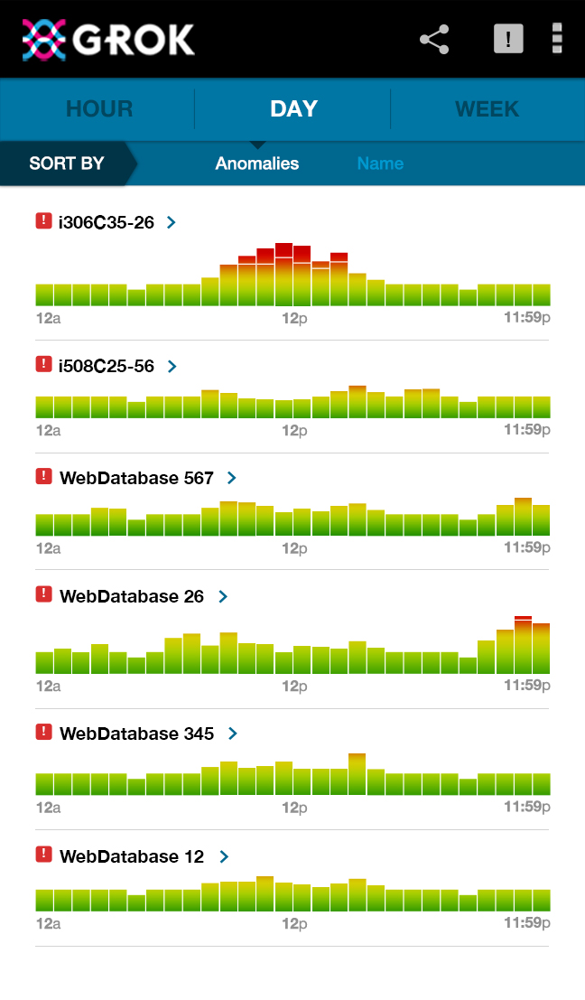 GROK !
HOUR DAY WEEK
SORT BY Anomalies Name
! i306C35-26 >
12a 12p 11:59p
! i508C25-56 >
12a 12p 11:59p
! WebDatabase 567 >
12a 12p 11:59p
! WebDatabase 26 >
12a 12p 11:59p
! WebDatabase 345 >
12a 12p 11:59p
! WebDatabase 12 >
12a 12p 11:59p